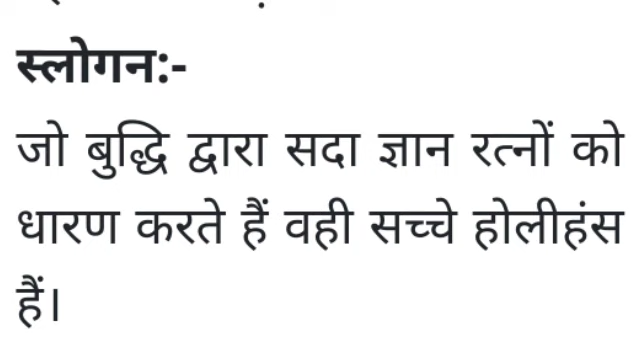 स्लोगन:-
जो बुद्धि द्वारा सदा ज्ञान रत्नों को
धारण करते हैं वही सच्चे होलीहंस
हैं।